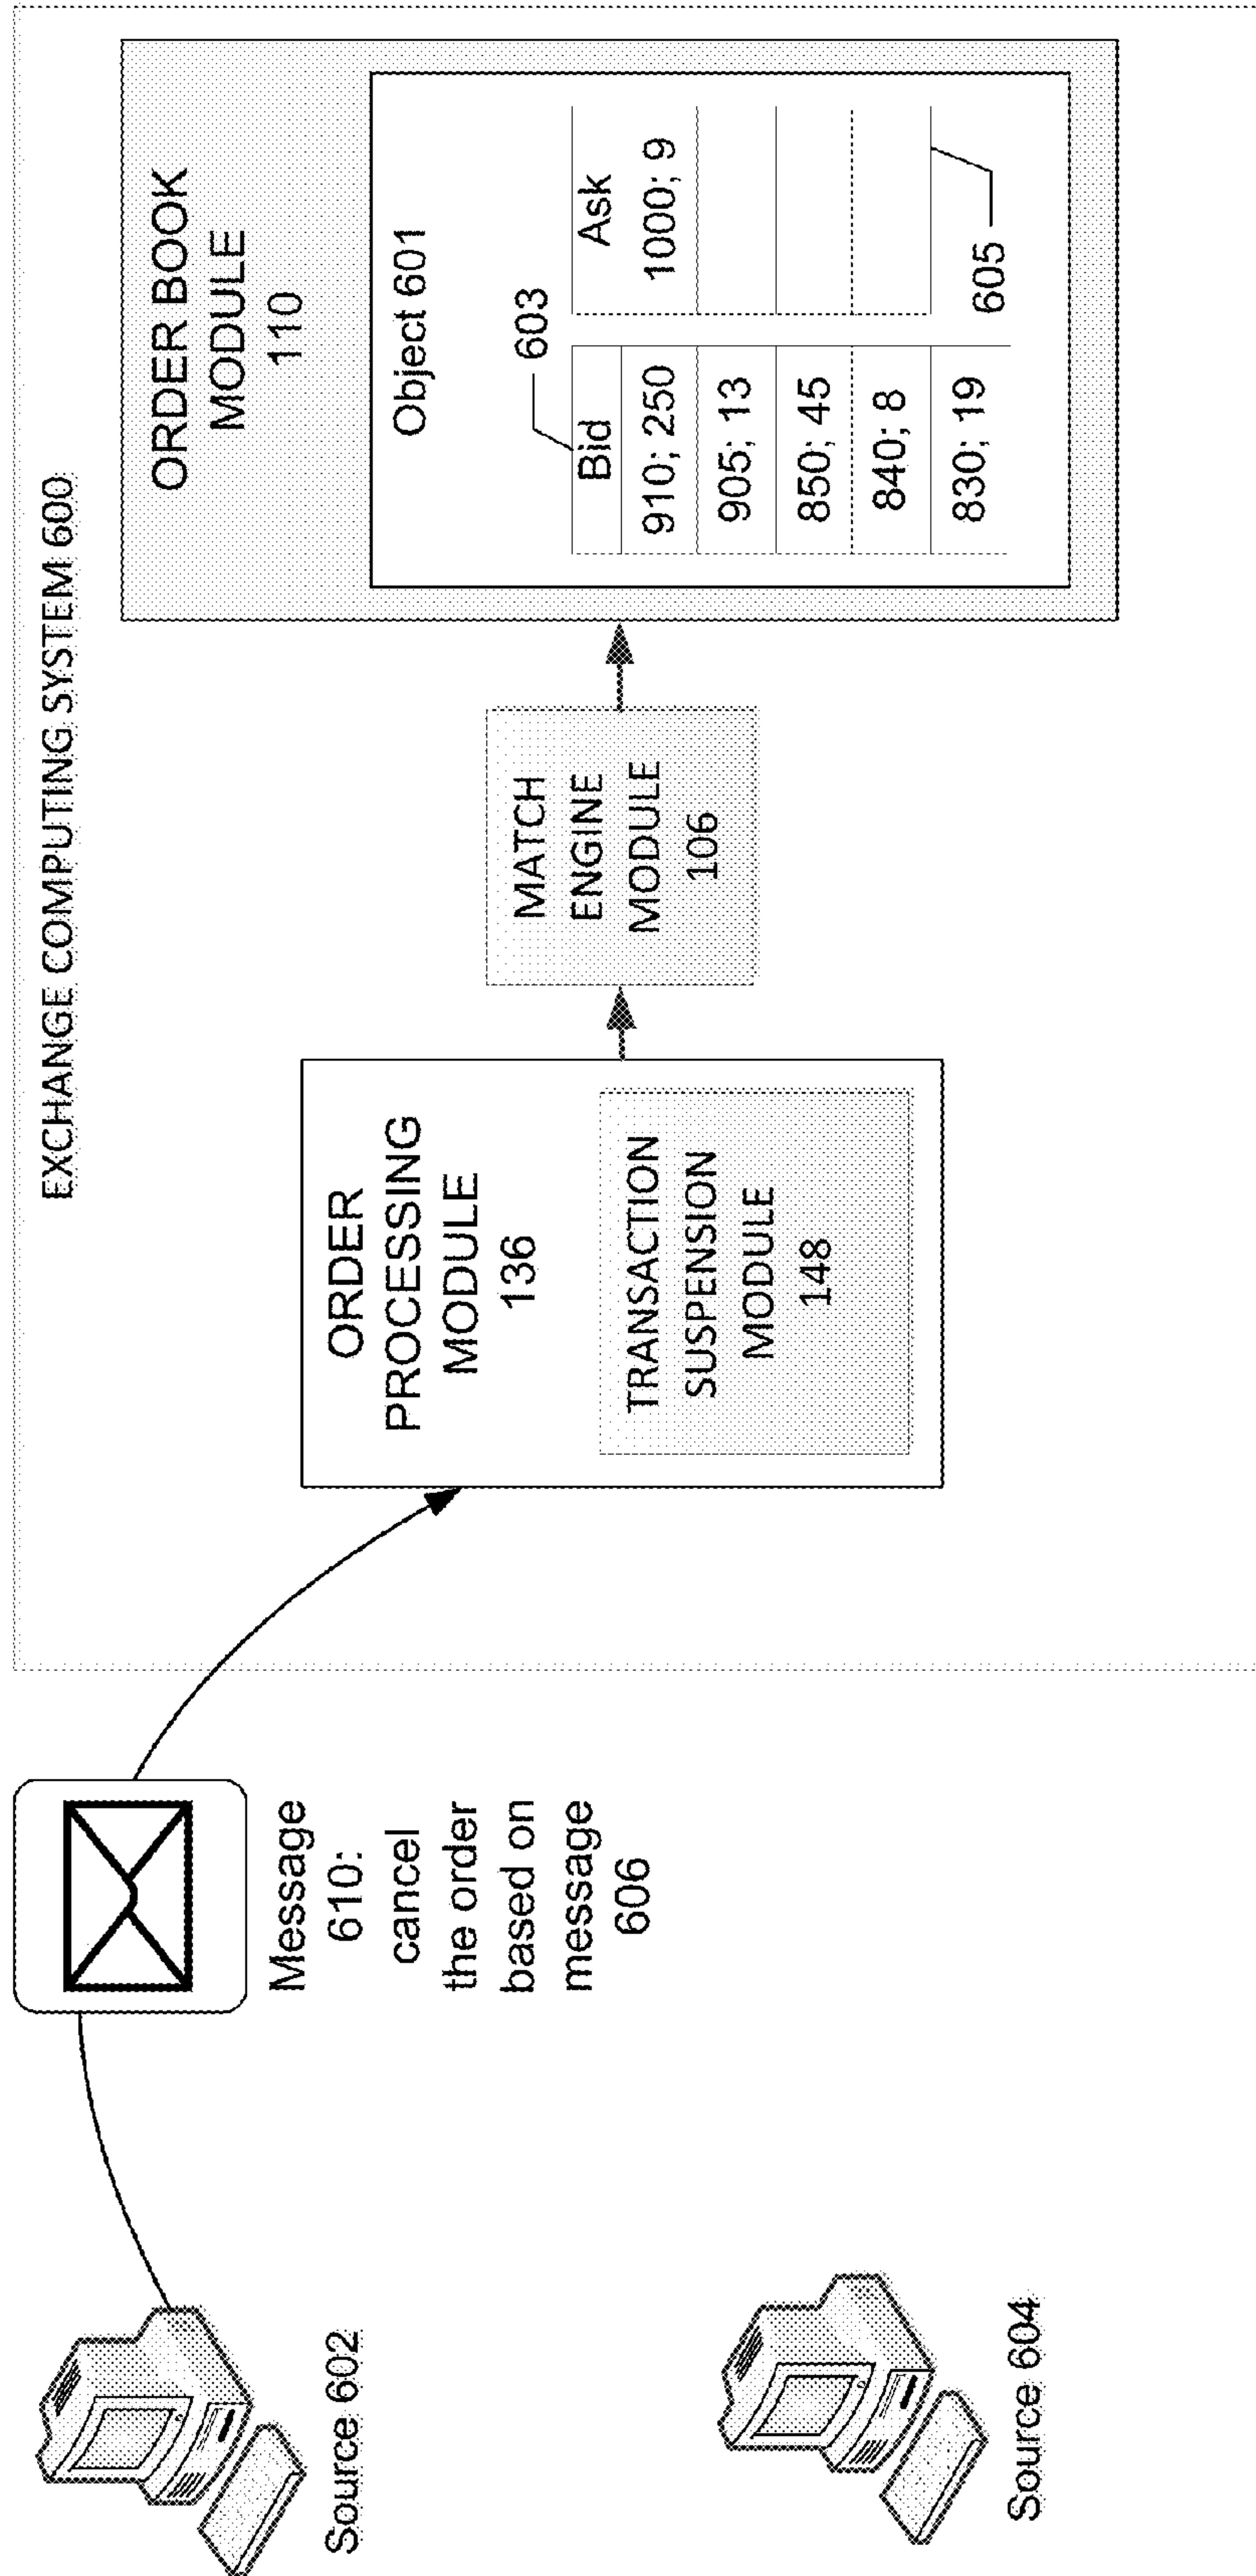 EXCHANGE COMPUTING SYSTEM 600
Message
610:
cancel
the order
based on
message
606
Source 602
Source 604
ORDER
PROCESSING
MODULE
136
TRANSACTION
SUSPENSION
MODULE
148
MATCH
ENGINE
MODULE
106
ORDER BOOK
MODULE
110
Object 601
603
Bid Ask
910; 250 1000; 9
905; 13
850; 45
840; 8
830; 19
605